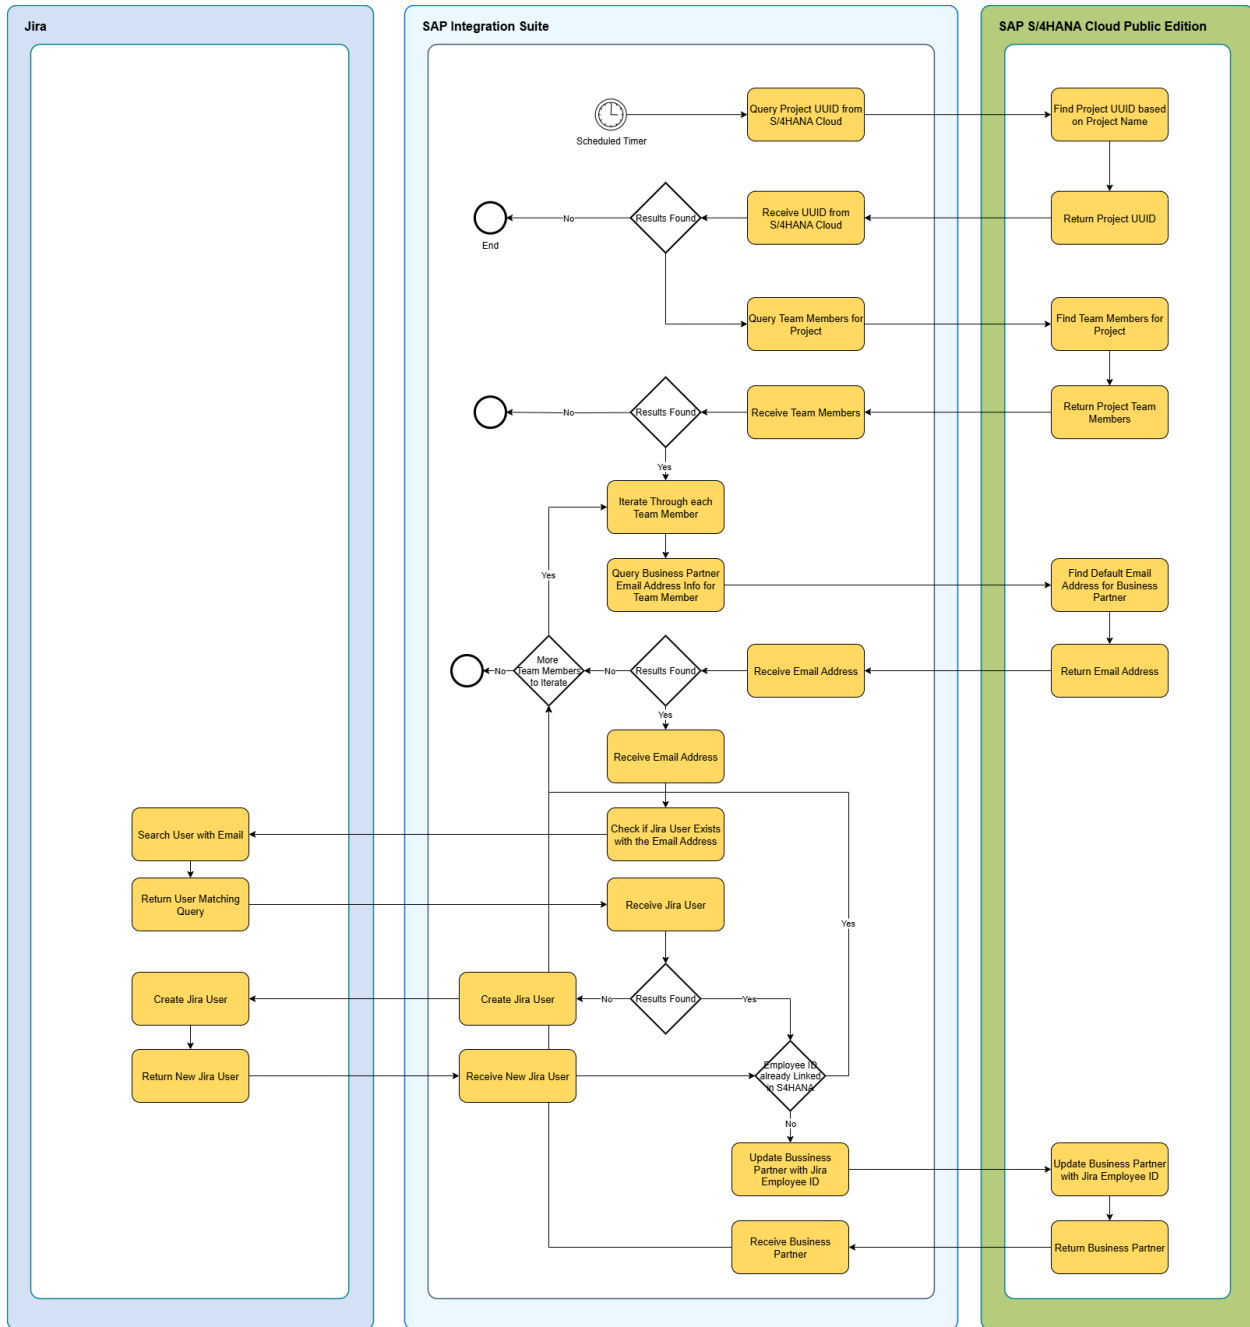 Jira
SAP Integration Suite
SAP S/4HANA Cloud Public Edition
Scheduled Timer
Query Project UUID from
S/4HANA Cloud
Find Project UUID based
on Project Name
End
No
Results Found
Receive UUID from
S/4HANA Cloud
Return Project UUID
Query Team Members for
Project
Find Team Members for
Project
No
Results Found
Receive Team Members
Return Project Team
Members
Yes
Iterate Through each
Team Member
Yes
Query Business Partner
Email Address Info for
Team Member
Find Default Email
Address for Business
Partner
No
More
Team Members
to Iterate
No
Results Found
Receive Email Address
Return Email Address
Yes
Receive Email Address
Search User with Email
Check if Jira User Exists
with the Email Address
Return User Matching
Query
Receive Jira User
Yes
Create Jira User
Create Jira User
No
Results Found
Yes
Return New Jira User
Receive New Jira User
Employee ID
already Linked
in S4HANA
No
Update Bussiness
Partner with Jira
Employee ID
Update Business Partner
with Jira Employee ID
Receive Business
Partner
Return Business Partner